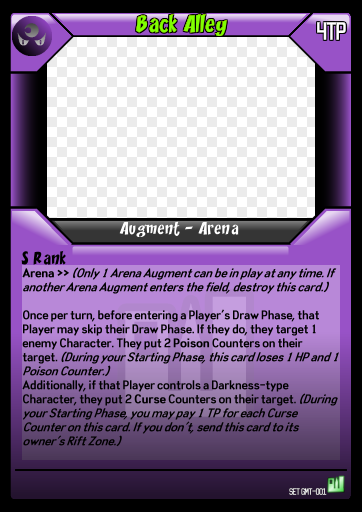 Back Alley
4TP
Augment - Arena
S Rank
Arena >> (Only 1 Arena Augment can be in play at any time. If
another Arena Augment enters the field, destroy this card.)
Once per turn, before entering a Player's Draw Phase, that
Player may skip their Draw Phase. If they do, they target 1
enemy Character. They put 2 Poison Counters on their
target. (During your Starting Phase, this card loses 1 HP and 1
Poison Counter.)
Additionally, if that Player controls a Darkness-type
Character, they put 2 Curse Counters on their target. (During
your Starting Phase, you may pay 1 TP for each Curse
Counter on this card. If you don't, send this card to its
owner's Rift Zone.)
SET GMT-001